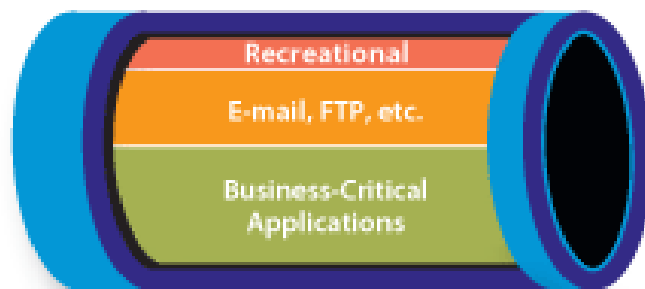 Recreational
E-mail, FTP, etc.
Business-Critical
Applications